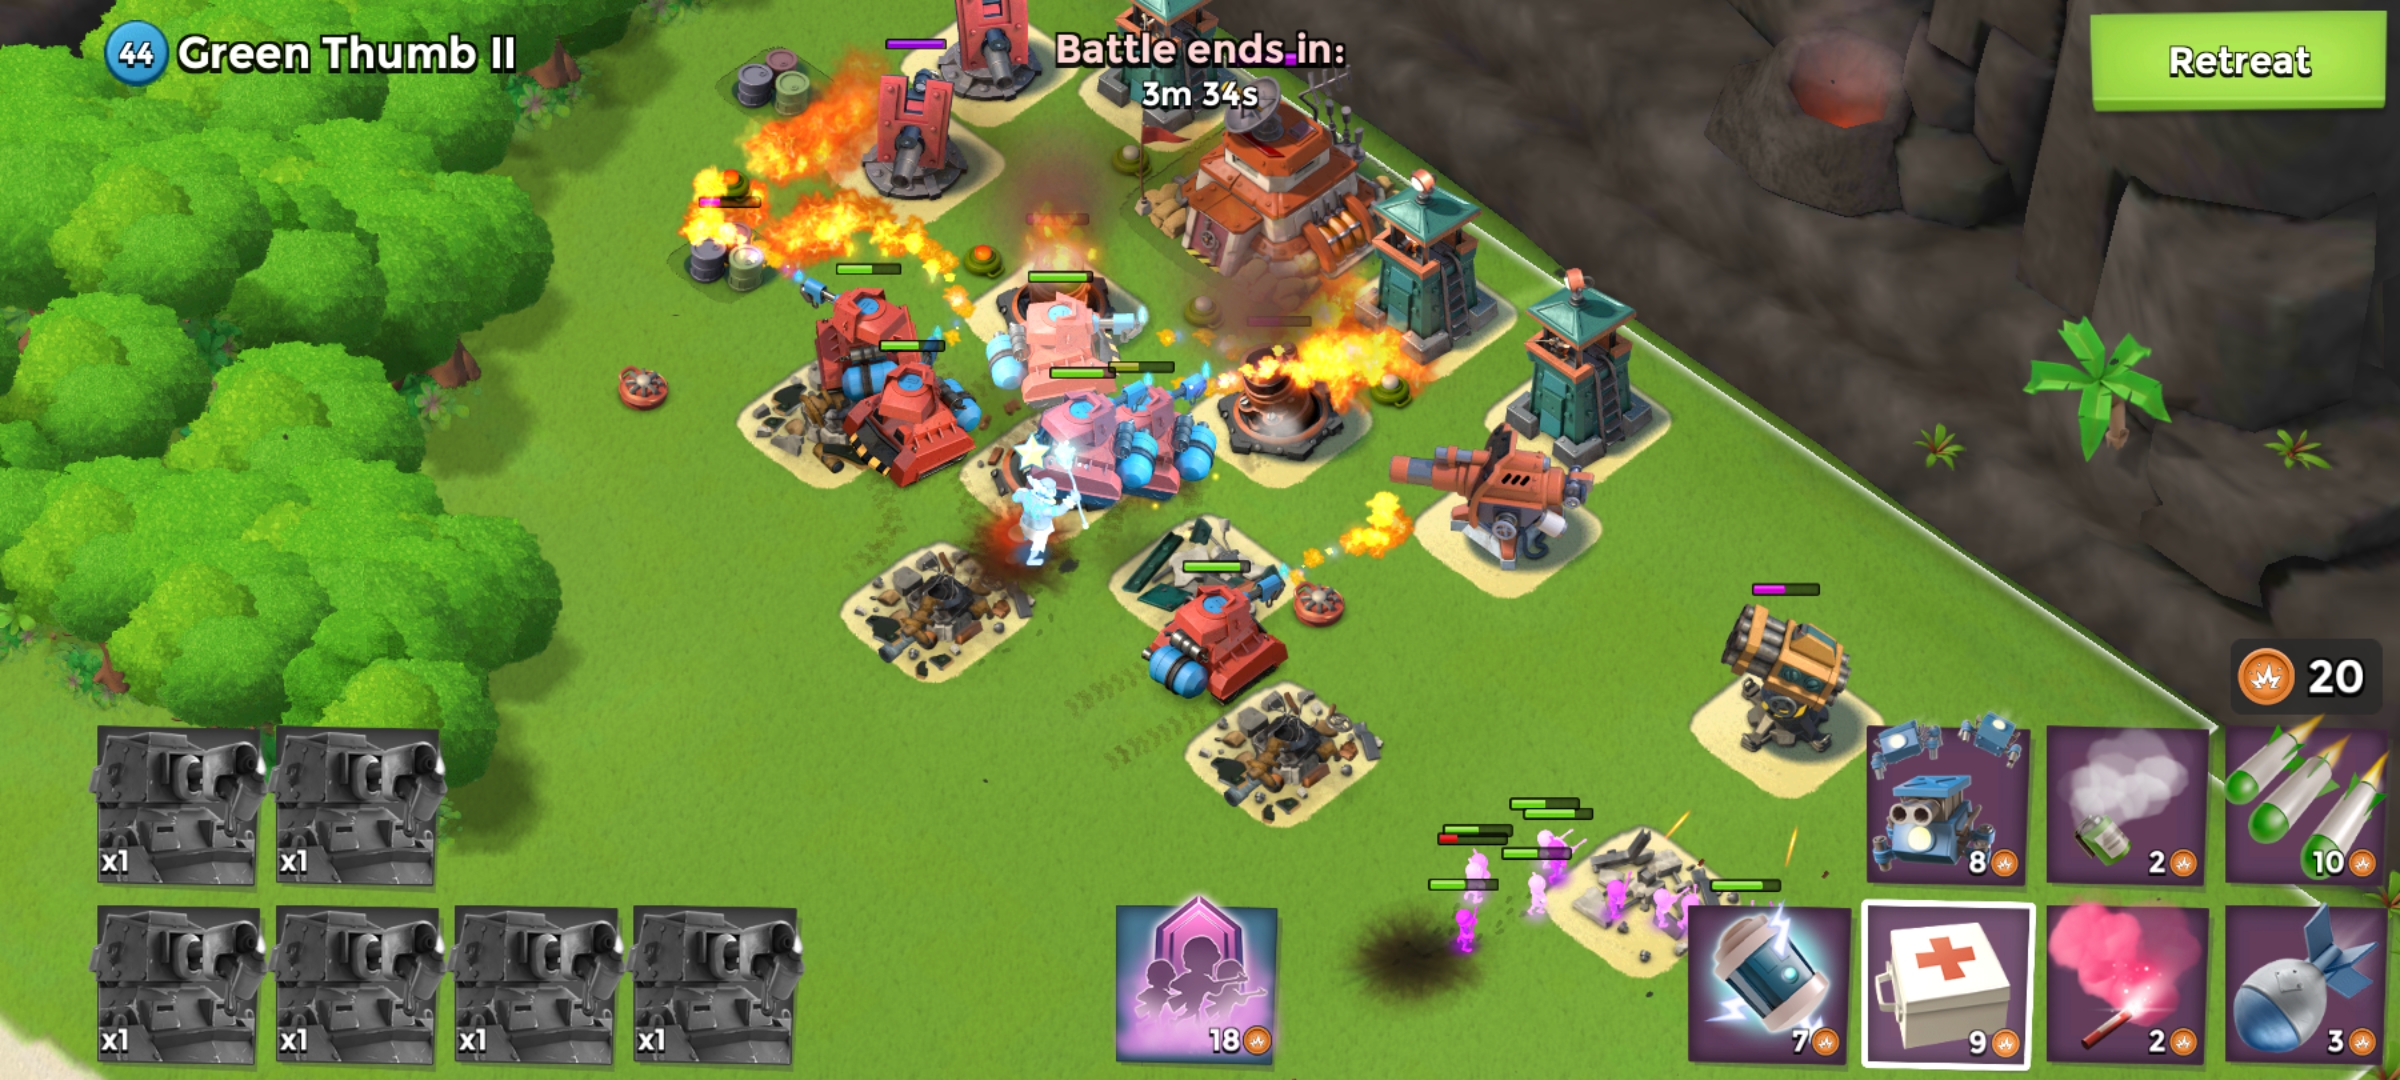 44 Green Thumb II
Battle ends in:
3m 34s
Retreat
20
x1
x1
8
2
10
x1
x1
x1
x1
18
7
9
2
3